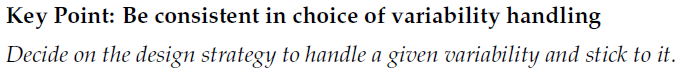 Key Point: Be consistent in choice of variability handling
Decide on the design strategy to handle a given variability and stick to it.